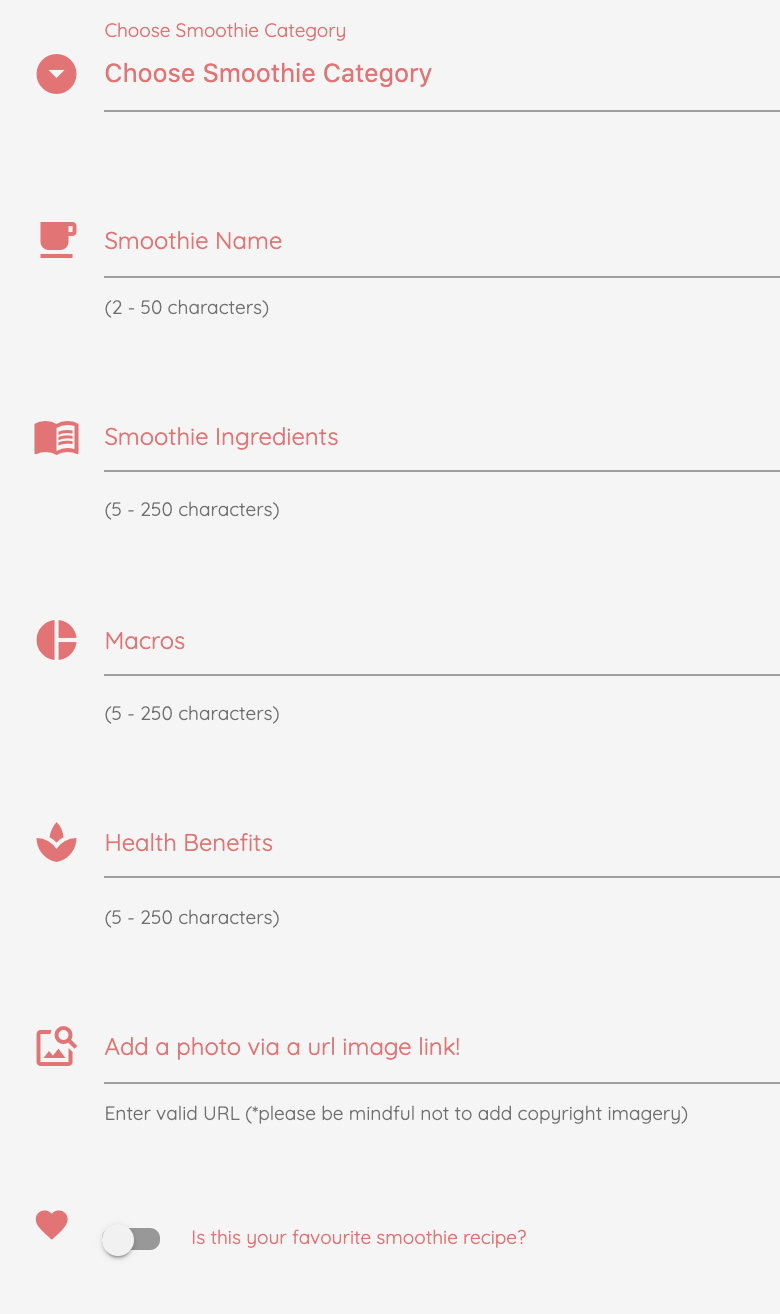 Choose Smoothie Category
Choose Smoothie Category
Smoothie Name
(2 - 50 characters)
Smoothie Ingredients
(5 - 250 characters)
Macros
(5 - 250 characters)
Health Benefits
(5 - 250 characters)
Add a photo via a url image link!
Enter valid URL (*please be mindful not to add copyright imagery)
Is this your favourite smoothie recipe?